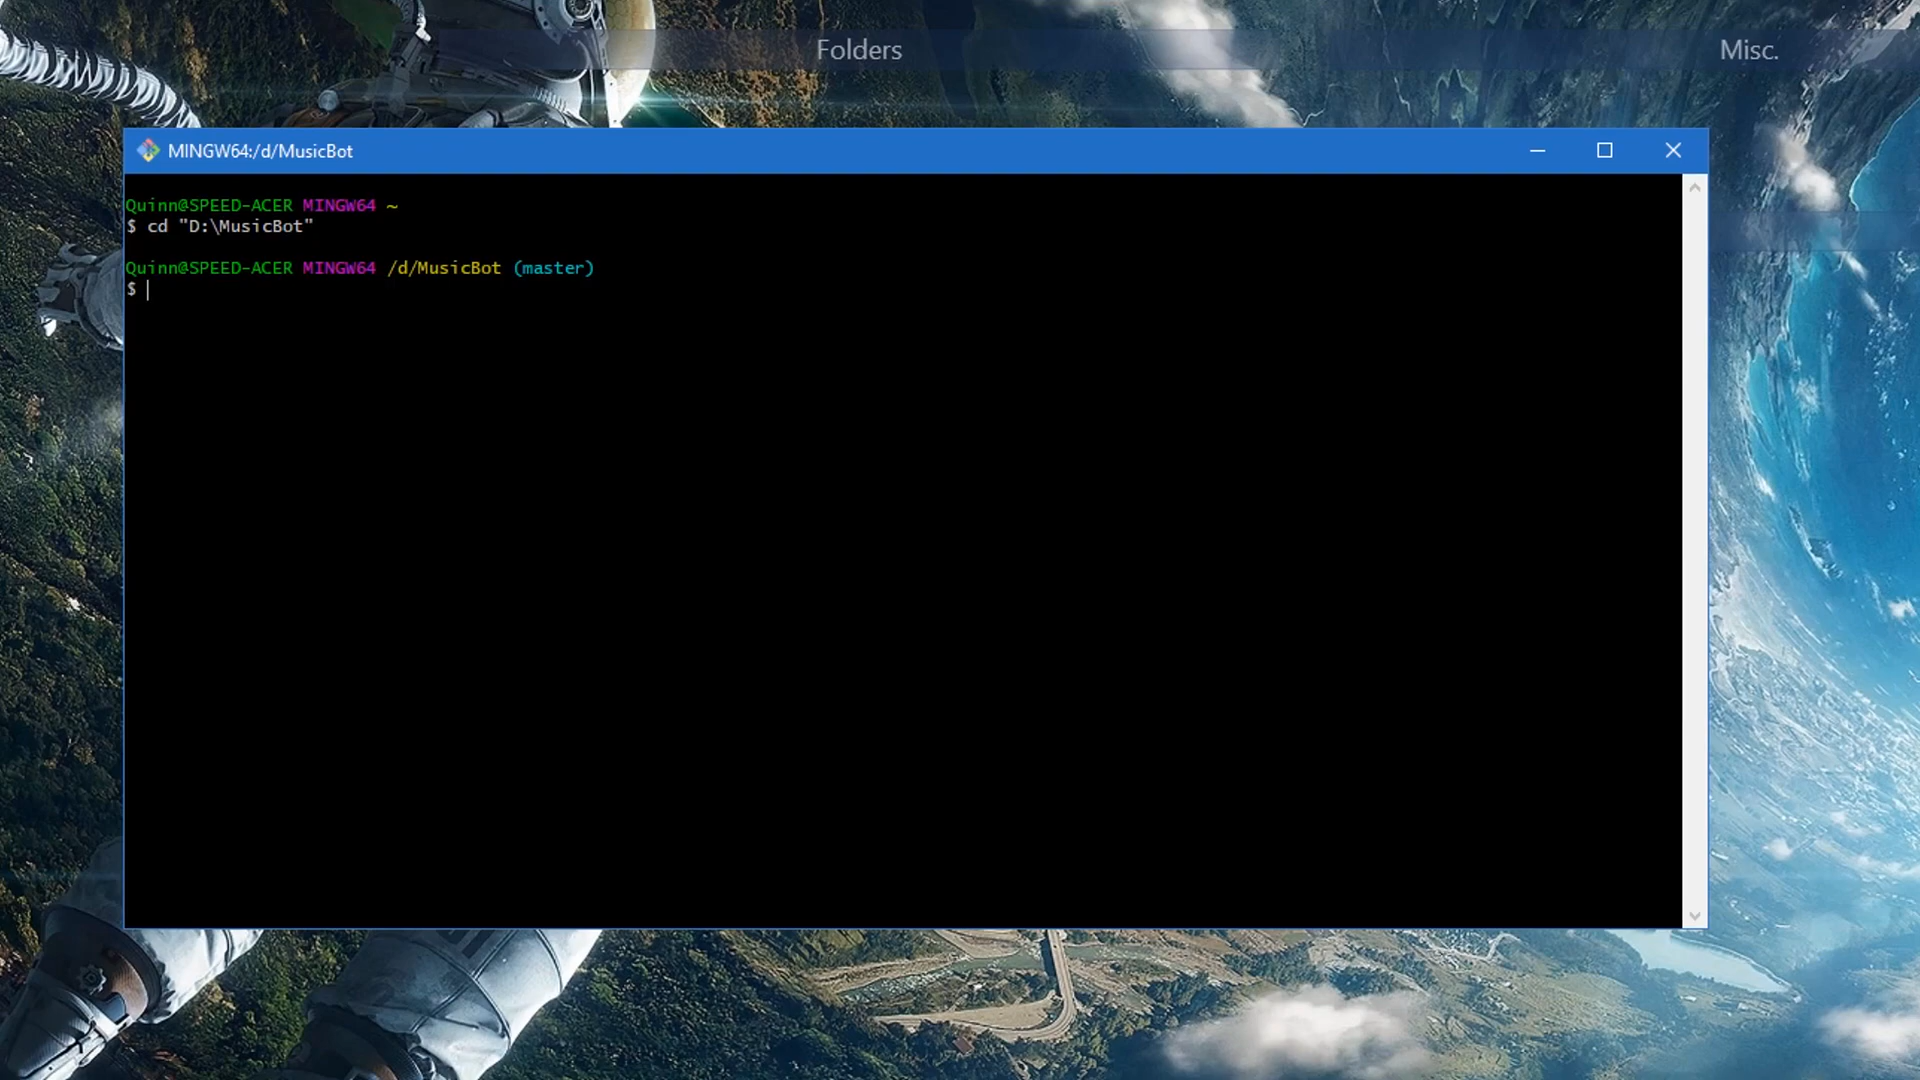 Folders
Misc.
MINGW64:/d/MusicBot
Quinn@SPEED-ACER MINGW64 ~
$ cd "D:\MusicBot"
Quinn@SPEED-ACER MINGW64 /d/MusicBot (master)
$